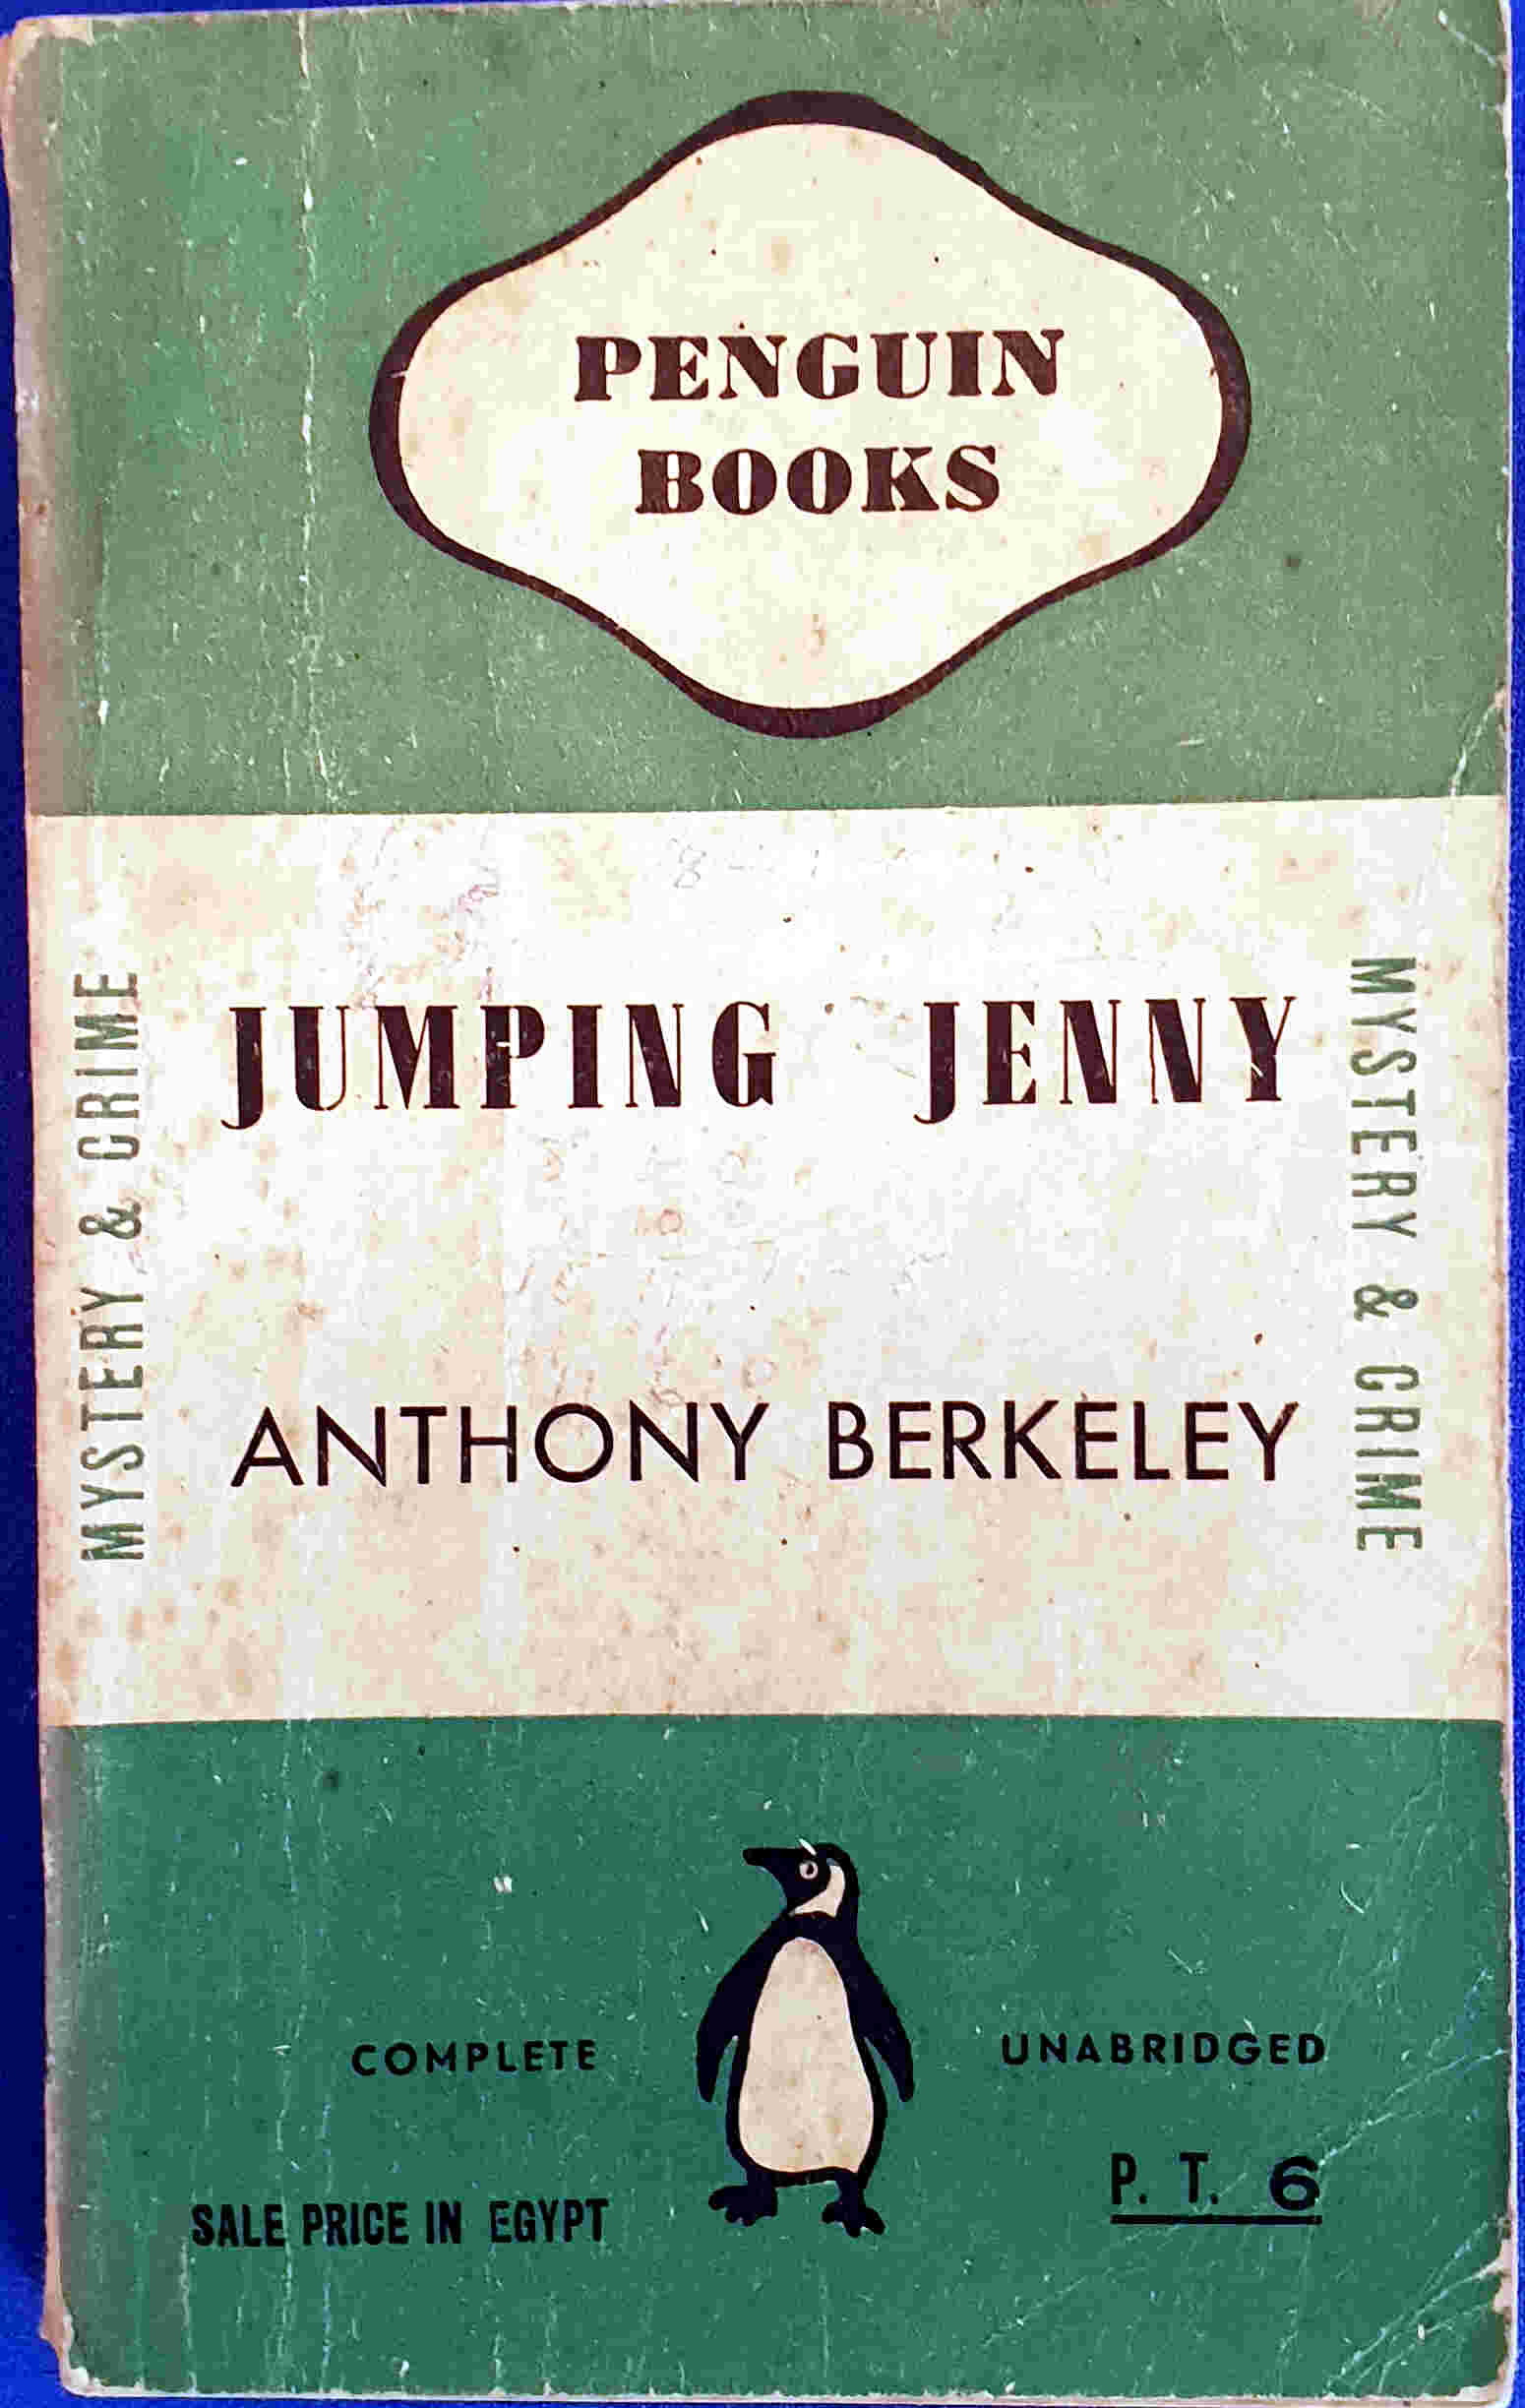 PENGUIN
BOOKS
MYSTERY & CRIME
JUMPING JENNY
MYSTERY & CRIME
ANTHONY BERKELEY
COMPLETE
UNABRIDGED
P. T. 6
SALE PRICE IN EGYPT